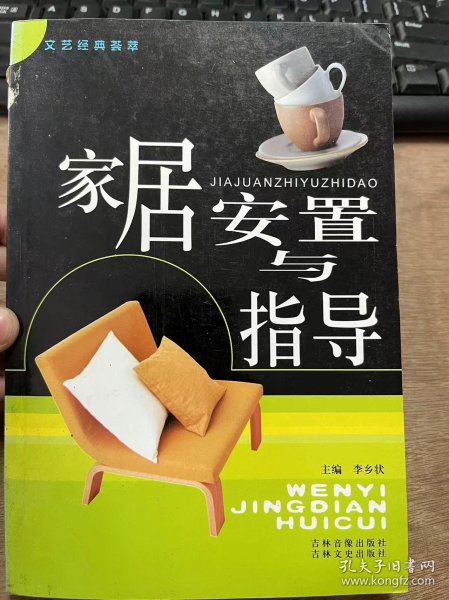 文艺经典荟萃
家居
JIAJUANZHIYUZHIDAO
安置
与
指导
主编 李乡状
WENYI
JINGDIAN
HUICUI
吉林音像出版社
吉林文史出版社
孔夫子旧书网
www.kongfz.com